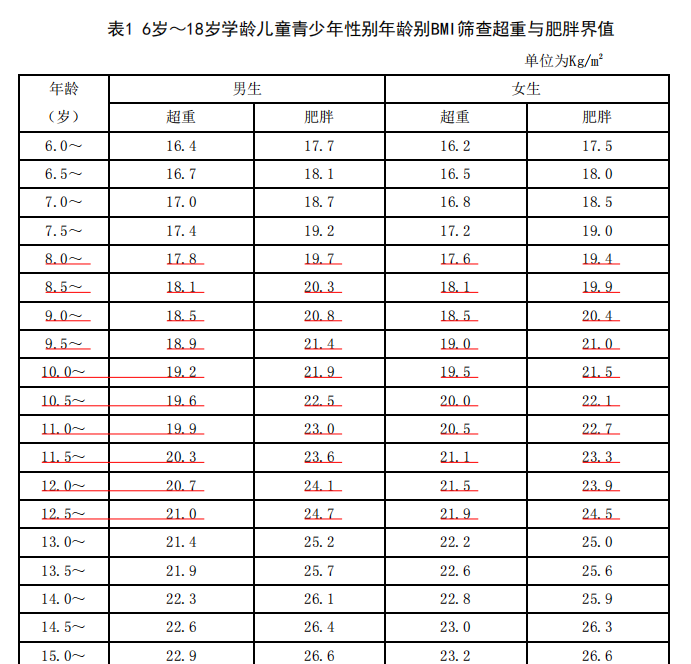 表1 6岁～18岁学龄儿童青少年性别年龄别BMI筛查超重与肥胖界值
单位为Kg/m²
年龄 男生 女生
（岁） 超重 肥胖 超重 肥胖
6.0～ 16.4 17.7 16.2 17.5
6.5～ 16.7 18.1 16.5 18.0
7.0～ 17.0 18.7 16.8 18.5
7.5～ 17.4 19.2 17.2 19.0
8.0～ 17.8 19.7 17.6 19.4
8.5～ 18.1 20.3 18.1 19.9
9.0～ 18.5 20.8 18.5 20.4
9.5～ 18.9 21.4 19.0 21.0
10.0～ 19.2 21.9 19.5 21.5
10.5～ 19.6 22.5 20.0 22.1
11.0～ 19.9 23.0 20.5 22.7
11.5～ 20.3 23.6 21.1 23.3
12.0～ 20.7 24.1 21.5 23.9
12.5～ 21.0 24.7 21.9 24.5
13.0～ 21.4 25.2 22.2 25.0
13.5～ 21.9 25.7 22.6 25.6
14.0～ 22.3 26.1 22.8 25.9
14.5～ 22.6 26.4 23.0 26.3
15.0～ 22.9 26.6 23.2 26.6